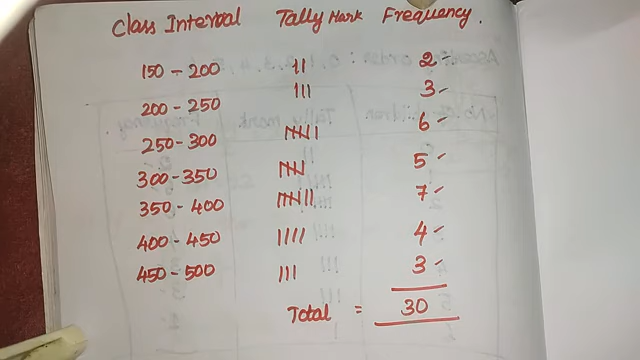 Class Interval Tally Mark Frequency.
150 - 200 || 2
200 - 250 ||| 3
250 - 300 𝍸| 6
300 - 350 𝍸 5
350 - 400 𝍸|| 7
400 - 450 |||| 4
450 - 500 ||| 3
Total = 30